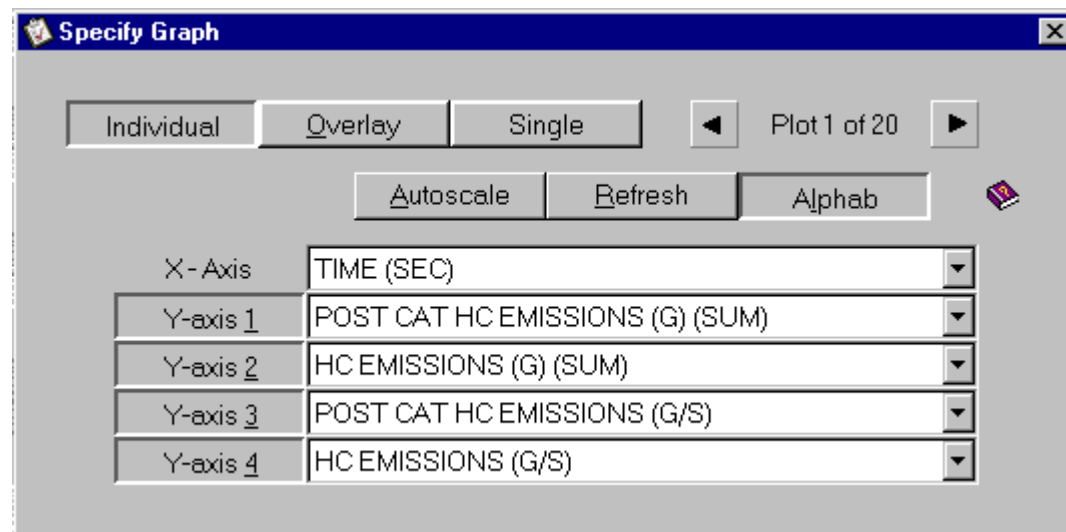 Specify Graph
Individual Overlay Single Plot 1 of 20
Autoscale Refresh Alphab
X - Axis TIME (SEC)
Y-axis 1 POST CAT HC EMISSIONS (G) (SUM)
Y-axis 2 HC EMISSIONS (G) (SUM)
Y-axis 3 POST CAT HC EMISSIONS (G/S)
Y-axis 4 HC EMISSIONS (G/S)